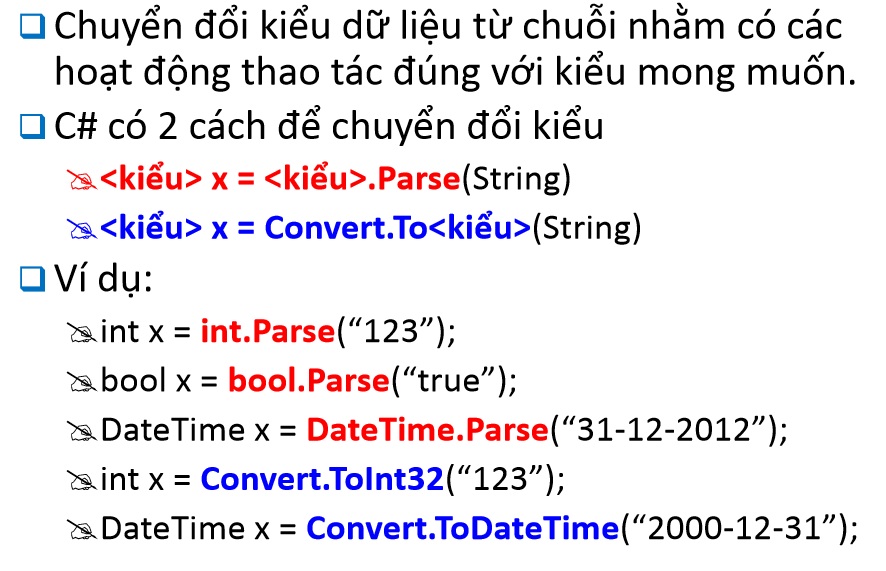 Chuyển đổi kiểu dữ liệu từ chuỗi nhằm có các
hoạt động thao tác đúng với kiểu mong muốn.
C# có 2 cách để chuyển đổi kiểu
<kiểu> x = <kiểu>.Parse(String)
<kiểu> x = Convert.To<kiểu>(String)
Ví dụ:
int x = int.Parse(“123”);
bool x = bool.Parse(“true”);
DateTime x = DateTime.Parse(“31-12-2012”);
int x = Convert.ToInt32(“123”);
DateTime x = Convert.ToDateTime(“2000-12-31”);